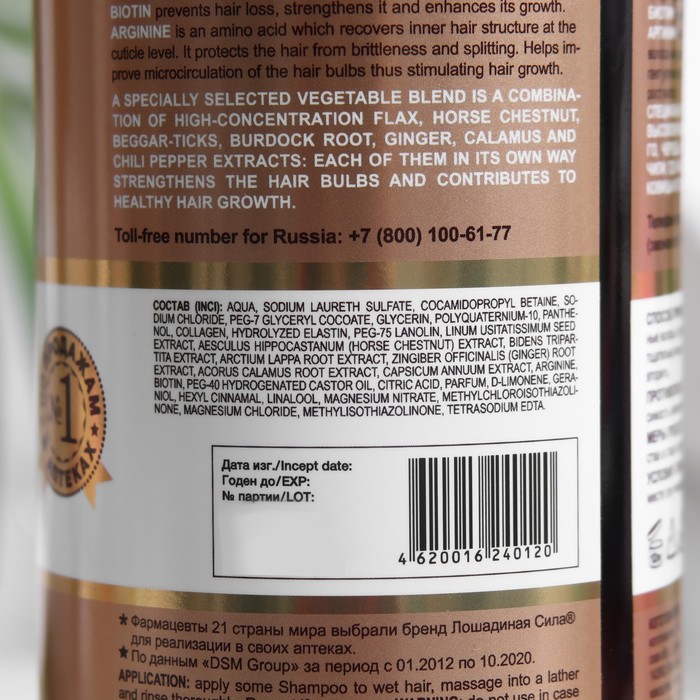 BIOTIN prevents hair loss, strengthens it and enhances its growth.
ARGININE is an amino acid which recovers inner hair structure at the
cuticle level. It protects the hair from brittleness and splitting. Helps im-
prove microcirculation of the hair bulbs thus stimulating hair growth.
A SPECIALLY SELECTED VEGETABLE BLEND IS A COMBINA-
TION OF HIGH-CONCENTRATION FLAX, HORSE CHESTNUT,
BEGGAR-TICKS, BURDOCK ROOT, GINGER, CALAMUS AND
CHILI PEPPER EXTRACTS: EACH OF THEM IN ITS OWN WAY
STRENGTHENS THE HAIR BULBS AND CONTRIBUTES TO
HEALTHY HAIR GROWTH.
Toll-free number for Russia: +7 (800) 100-61-77
СОСТАВ (INCI): AQUA, SODIUM LAURETH SULFATE, COCAMIDOPROPYL BETAINE, SO-
DIUM CHLORIDE, PEG-7 GLYCERYL COCOATE, GLYCERIN, POLYQUATERNIUM-10, PANTHE-
NOL, COLLAGEN, HYDROLYZED ELASTIN, PEG-75 LANOLIN, LINUM USITATISSIMUM SEED
EXTRACT, AESCULUS HIPPOCASTANUM (HORSE CHESTNUT) EXTRACT, BIDENS TRIPAR-
TITA EXTRACT, ARCTIUM LAPPA ROOT EXTRACT, ZINGIBER OFFICINALIS (GINGER) ROOT
EXTRACT, ACORUS CALAMUS ROOT EXTRACT, CAPSICUM ANNUUM EXTRACT, ARGININE,
BIOTIN, PEG-40 HYDROGENATED CASTOR OIL, CITRIC ACID, PARFUM, D-LIMONENE, GERA-
NIOL, HEXYL CINNAMAL, LINALOOL, MAGNESIUM NITRATE, METHYLCHLOROISOTHIAZOLI-
NONE, MAGNESIUM CHLORIDE, METHYLISOTHIAZOLINONE, TETRASODIUM EDTA.
№1
АПТЕКАХ
Дата изг./Incept date:
Годен до/EXP:
№ партии/LOT:
4 620016 240120
★ Фармацевты 21 страны мира выбрали бренд Лошадиная Сила®
для реализации в своих аптеках.
★ По данным «DSM Group» за период с 01.2012 по 10.2020.
APPLICATION: apply some Shampoo to wet hair, massage into a lather